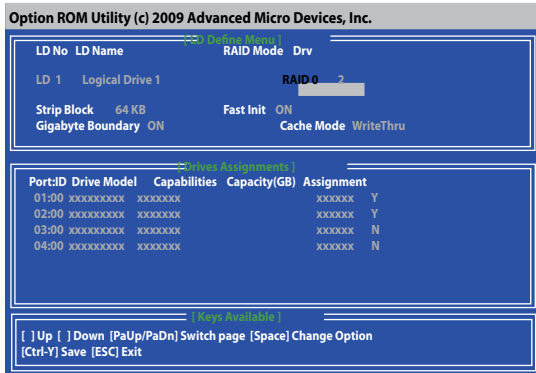 Option ROM Utility (c) 2009 Advanced Micro Devices, Inc.
[ LD Define Menu ]
LD No LD Name RAID Mode Drv
LD 1 Logical Drive 1 RAID 0 2
Strip Block 64 KB Fast Init ON
Gigabyte Boundary ON Cache Mode WriteThru
[ Drives Assignments ]
Port:ID Drive Model Capabilities Capacity(GB) Assignment
01:00 xxxxxxxxx xxxxxxx xxxxxx Y
02:00 xxxxxxxxx xxxxxxx xxxxxx Y
03:00 xxxxxxxxx xxxxxxx xxxxxx N
04:00 xxxxxxxxx xxxxxxx xxxxxx N
[ Keys Available ]
[ ] Up [ ] Down [PaUp/PaDn] Switch page [Space] Change Option
[Ctrl-Y] Save [ESC] Exit